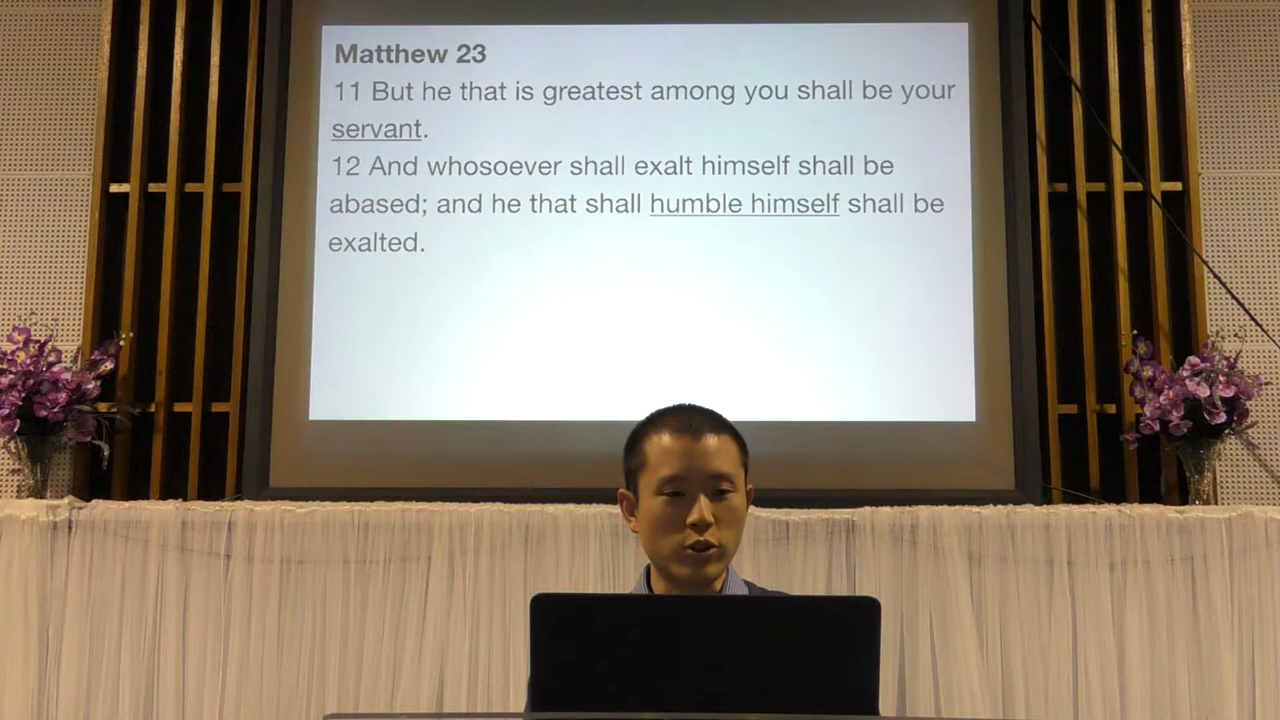 Matthew 23
11 But he that is greatest among you shall be your
servant.
12 And whosoever shall exalt himself shall be
abased; and he that shall humble himself shall be
exalted.